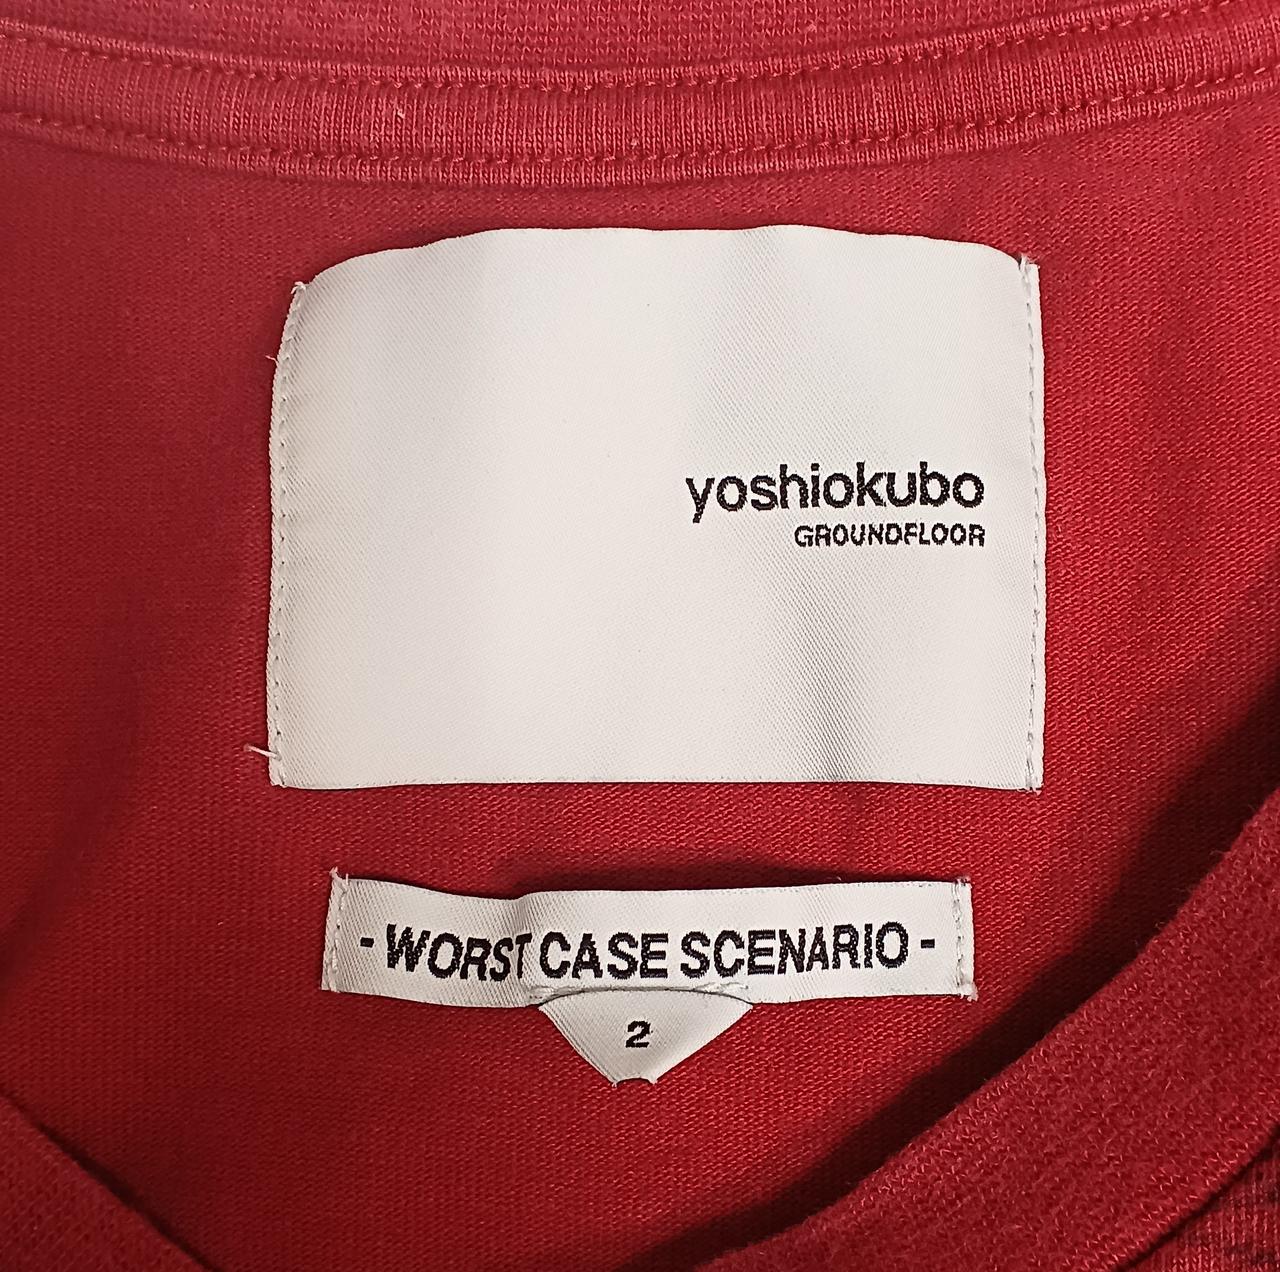 yoshiokubo
GROUNDFLOOR
- WORST CASE SCENARIO -
2